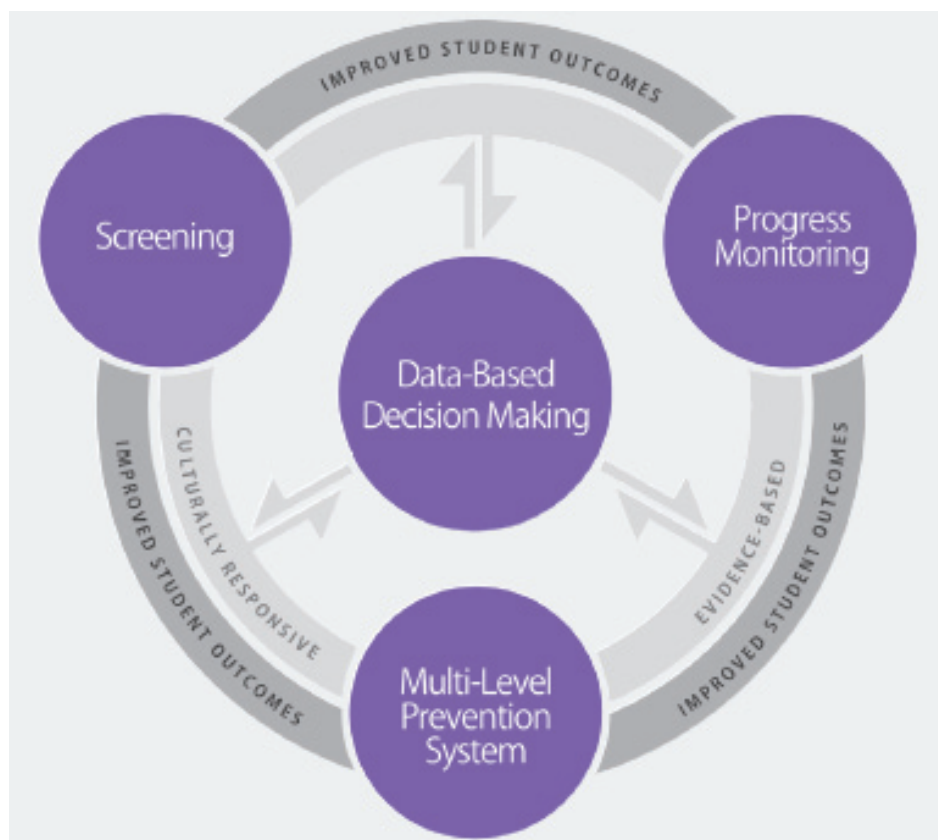 IMPROVED STUDENT OUTCOMES
Screening
Progress
Monitoring
Data-Based
Decision Making
CULTURALLY RESPONSIVE
EVIDENCE-BASED
IMPROVED STUDENT OUTCOMES
IMPROVED STUDENT OUTCOMES
Multi-Level
Prevention
System